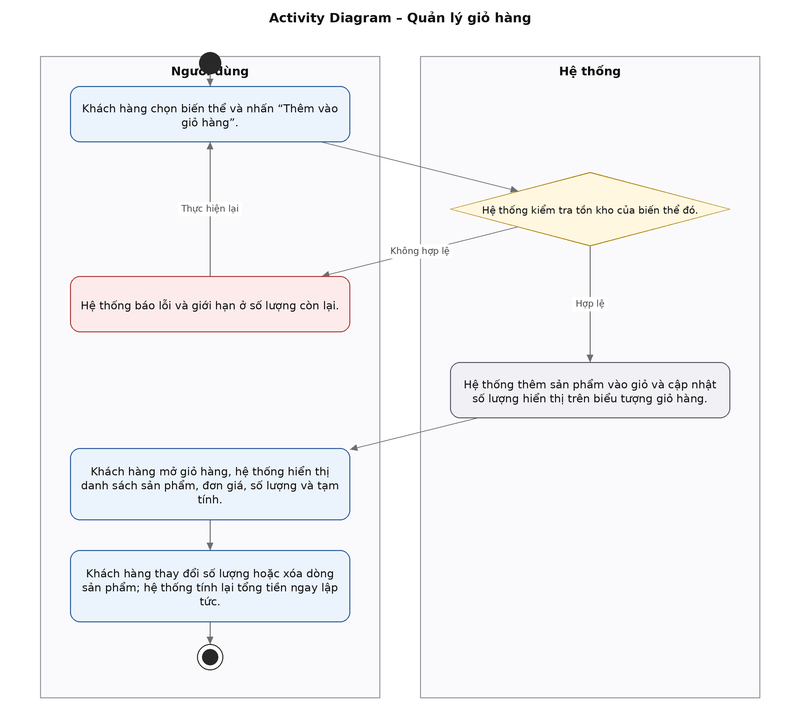 Activity Diagram – Quản lý giỏ hàng
Người dùng
Hệ thống
Khách hàng chọn biến thể và nhấn “Thêm vào
giỏ hàng”.
Hệ thống kiểm tra tồn kho của biến thể đó.
Thực hiện lại
Không hợp lệ
Hệ thống báo lỗi và giới hạn ở số lượng còn lại.
Hợp lệ
Hệ thống thêm sản phẩm vào giỏ và cập nhật
số lượng hiển thị trên biểu tượng giỏ hàng.
Khách hàng mở giỏ hàng, hệ thống hiển thị
danh sách sản phẩm, đơn giá, số lượng và tạm
tính.
Khách hàng thay đổi số lượng hoặc xóa dòng
sản phẩm; hệ thống tính lại tổng tiền ngay lập
tức.